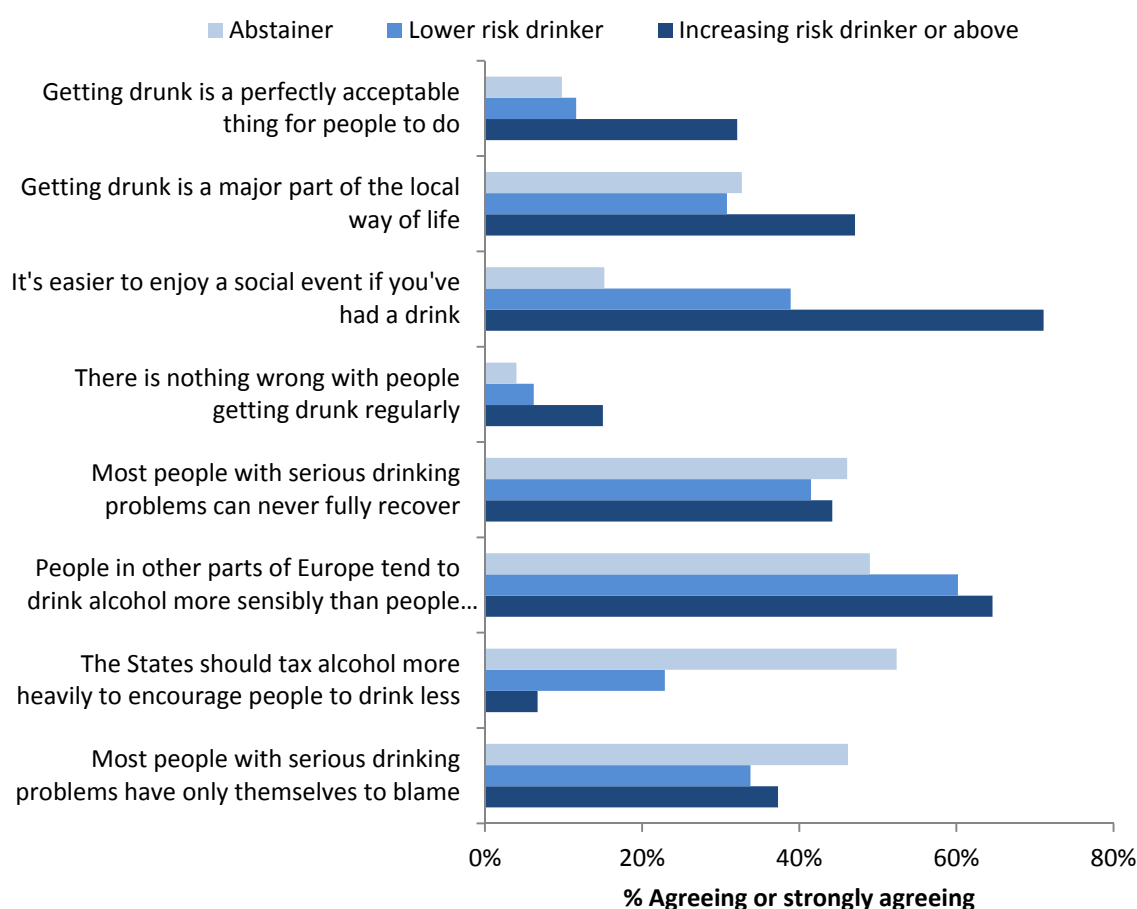 Abstainer Lower risk drinker Increasing risk drinker or above
Getting drunk is a perfectly acceptable
thing for people to do
Getting drunk is a major part of the local
way of life
It's easier to enjoy a social event if you've
had a drink
There is nothing wrong with people
getting drunk regularly
Most people with serious drinking
problems can never fully recover
People in other parts of Europe tend to
drink alcohol more sensibly than people...
The States should tax alcohol more
heavily to encourage people to drink less
Most people with serious drinking
problems have only themselves to blame
0% 20% 40% 60% 80%
% Agreeing or strongly agreeing